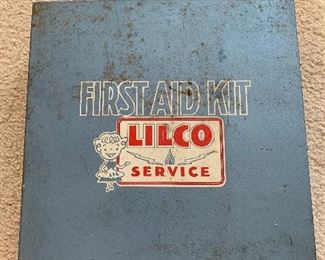 FIRST AID KIT
LILCO
SERVICE